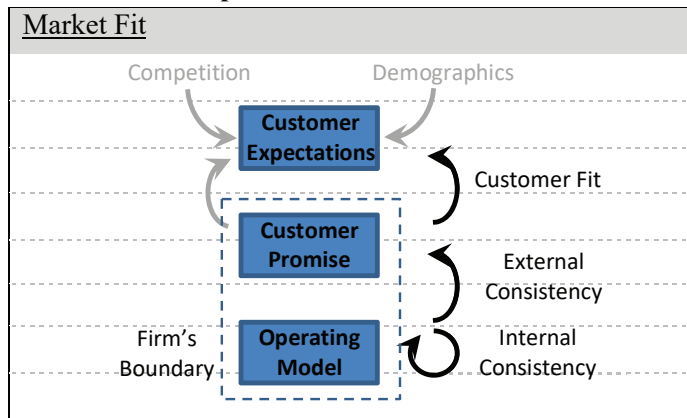 Market Fit
Competition
Demographics
Customer
Expectations
Customer Fit
Customer
Promise
External
Consistency
Firm's
Boundary
Operating
Model
Internal
Consistency